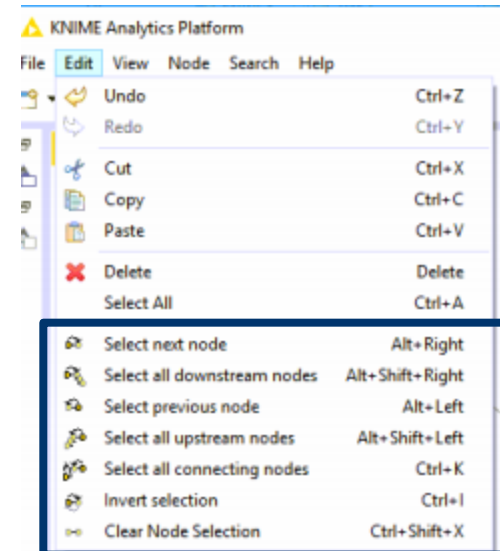 KNIME Analytics Platform
File Edit View Node Search Help
Undo Ctrl+Z
Redo Ctrl+Y
Cut Ctrl+X
Copy Ctrl+C
Paste Ctrl+V
Delete Delete
Select All Ctrl+A
Select next node Alt+Right
Select all downstream nodes Alt+Shift+Right
Select previous node Alt+Left
Select all upstream nodes Alt+Shift+Left
Select all connecting nodes Ctrl+K
Invert selection Ctrl+I
Clear Node Selection Ctrl+Shift+X